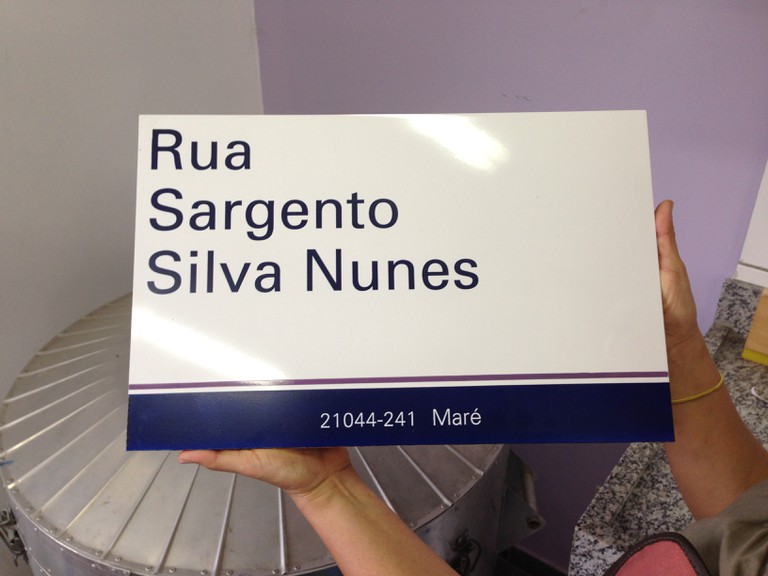 Rua
Sargento
Silva Nunes
21044-241 Maré